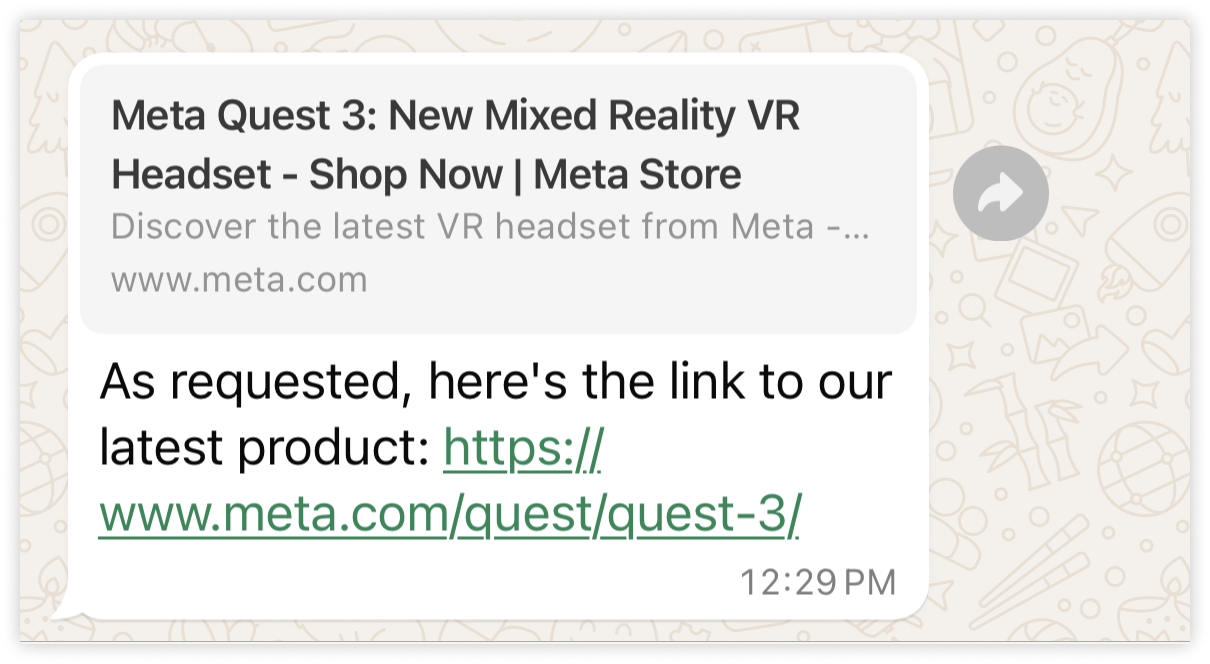 Meta Quest 3: New Mixed Reality VR
Headset - Shop Now | Meta Store
Discover the latest VR headset from Meta -...
www.meta.com
As requested, here's the link to our
latest product: https://
www.meta.com/quest/quest-3/
12:29 PM